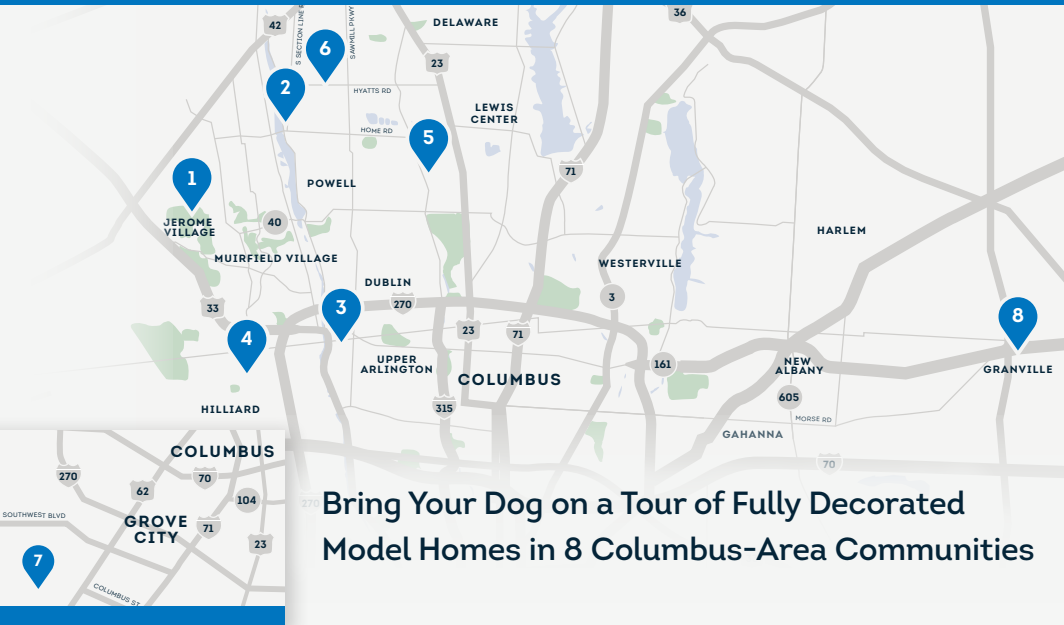 42
S SECTION LINE R
SAWMILL PKWY
DELAWARE
36
6
23
2
HYATTS RD
LEWIS
CENTER
HOME RD
5
71
1
POWELL
JEROME
VILLAGE
40
HARLEM
MUIRFIELD VILLAGE
WESTERVILLE
DUBLIN
270
3
33
3
8
4
23
71
UPPER
ARLINGTON
161
NEW
ALBANY
GRANVILLE
COLUMBUS
605
HILLIARD
315
MORSE RD
GAHANNA
70
COLUMBUS
270
70
62
104
270
SOUTHWEST BLVD
GROVE
CITY
71
23
7
COLUMBUS ST
Bring Your Dog on a Tour of Fully Decorated
Model Homes in 8 Columbus-Area Communities